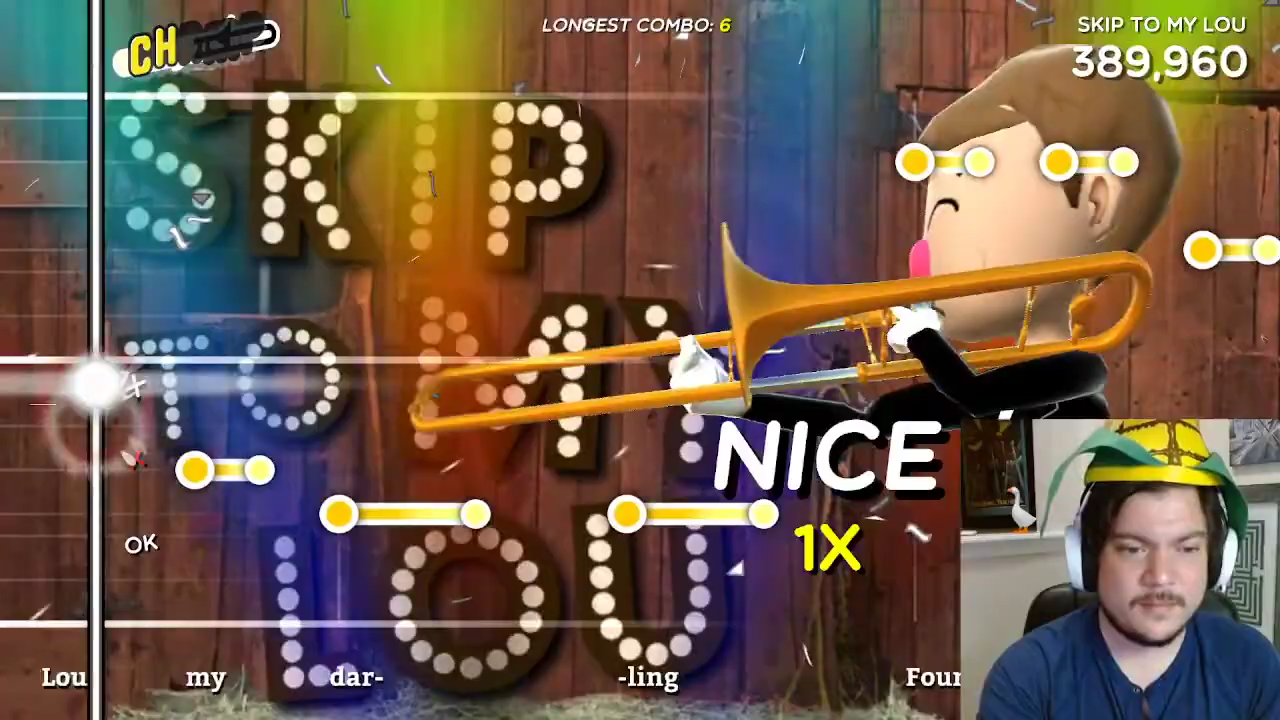 CH
LONGEST COMBO: 6
SKIP TO MY LOU
389,960
SKIP
TO MY
LOU
X
X
OK
NICE
1X
Lou my dar- -ling Four